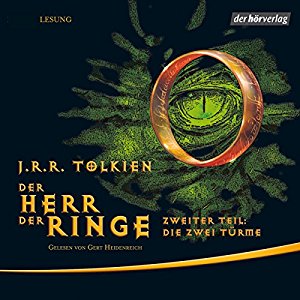 LESUNG
der hörverlag
J.R.R. TOLKIEN
DER
HERR
DER
RINGE
ZWEITER TEIL:
DIE ZWEI TÜRME
GELESEN VON GERT HEIDENREICH